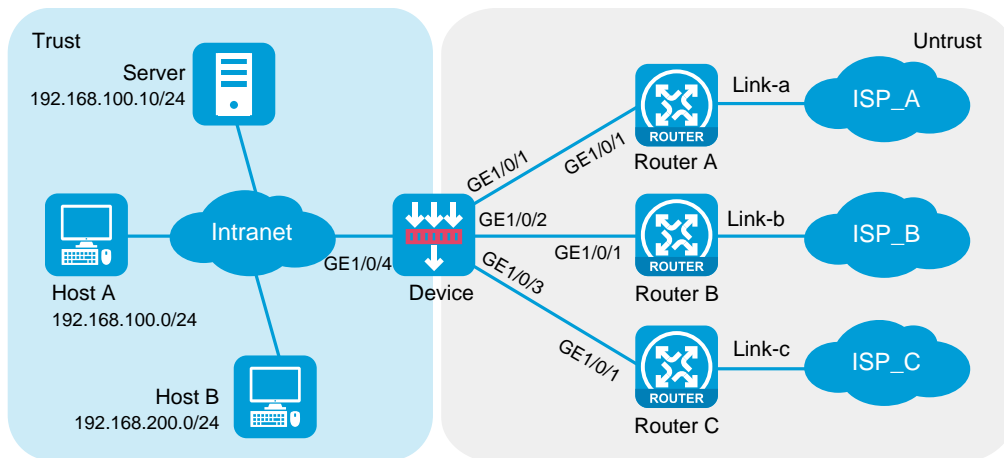 Trust
Untrust
Server
192.168.100.10/24
Host A
192.168.100.0/24
Host B
192.168.200.0/24
Intranet
GE1/0/4
Device
GE1/0/1
GE1/0/1
GE1/0/2
GE1/0/1
GE1/0/3
GE1/0/1
ROUTER
Router A
Link-a
ISP_A
ROUTER
Router B
Link-b
ISP_B
ROUTER
Router C
Link-c
ISP_C